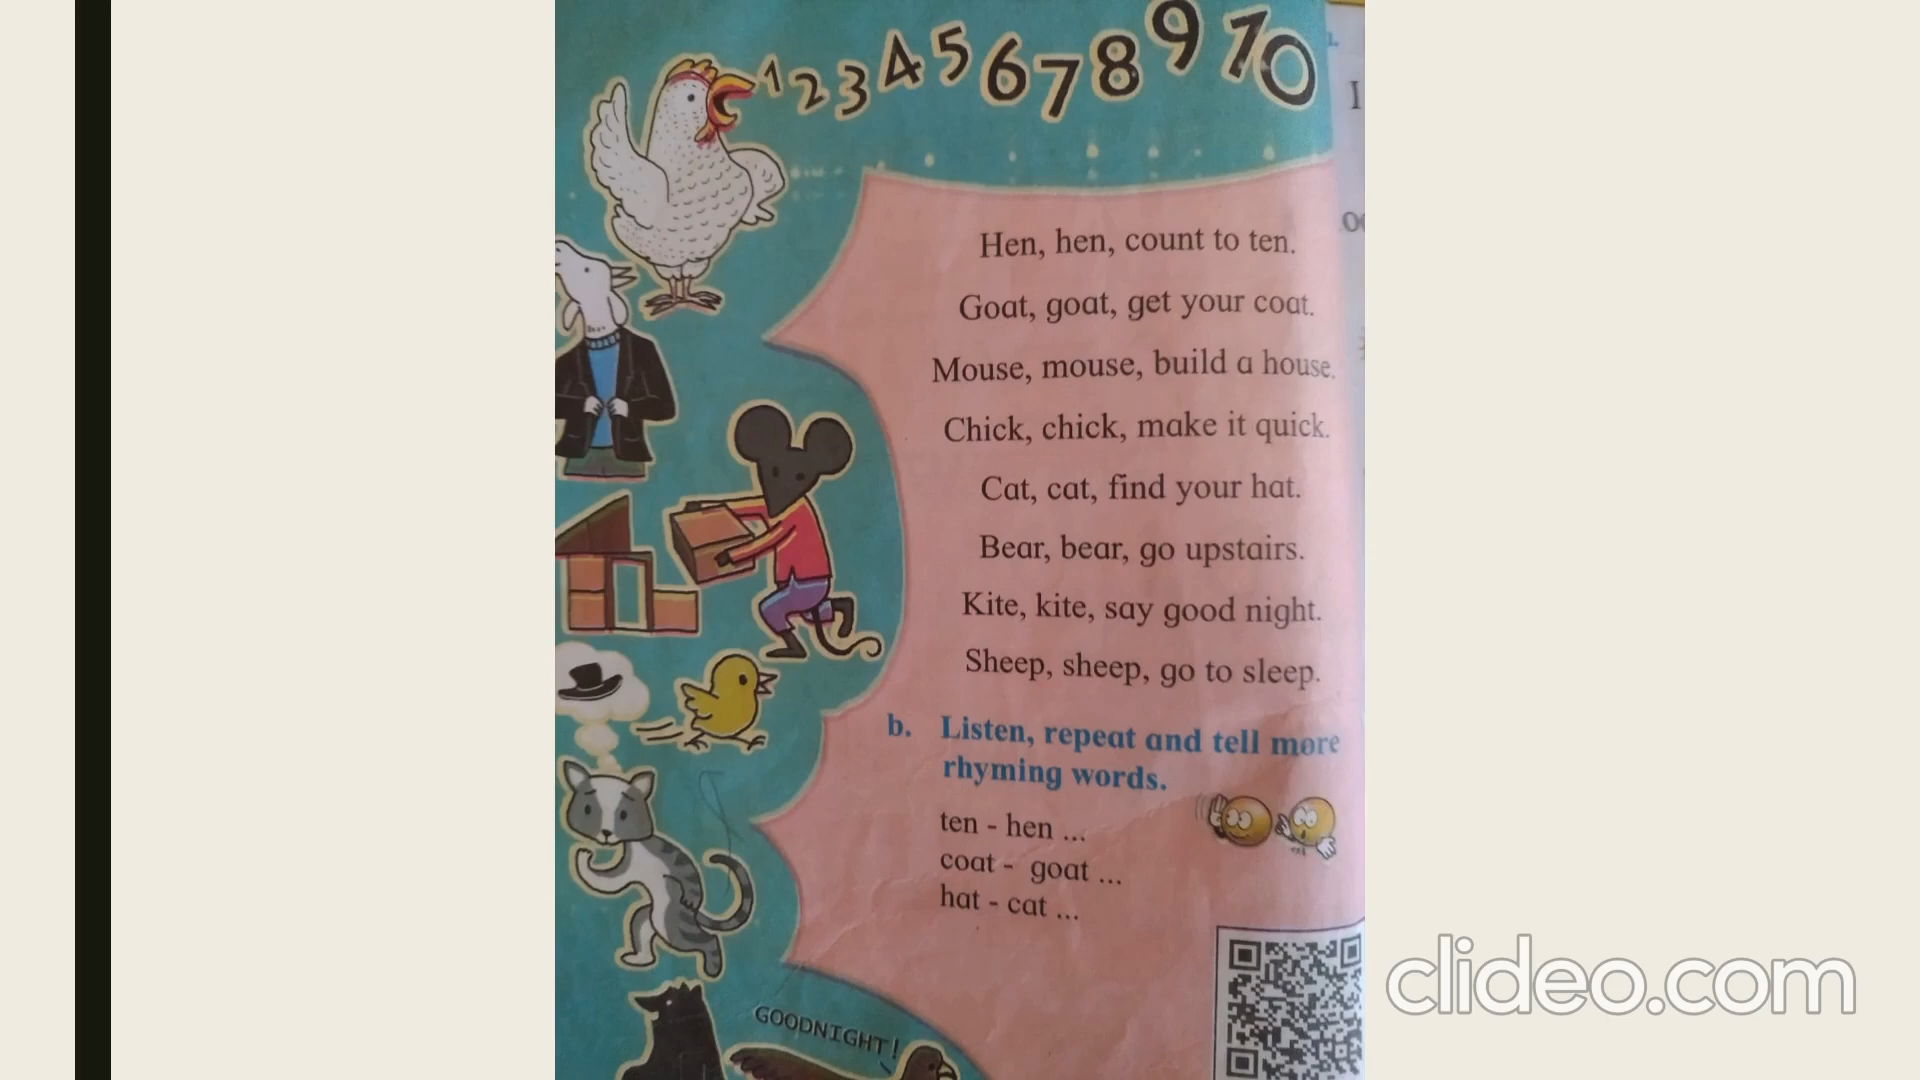 1 2 3 4 5 6 7 8 9 10
Hen, hen, count to ten.
Goat, goat, get your coat.
Mouse, mouse, build a house.
Chick, chick, make it quick.
Cat, cat, find your hat.
Bear, bear, go upstairs.
Kite, kite, say good night.
Sheep, sheep, go to sleep.
b. Listen, repeat and tell more
rhyming words.
ten - hen ...
coat - goat ...
hat - cat ...
GOODNIGHT!
clideo.com